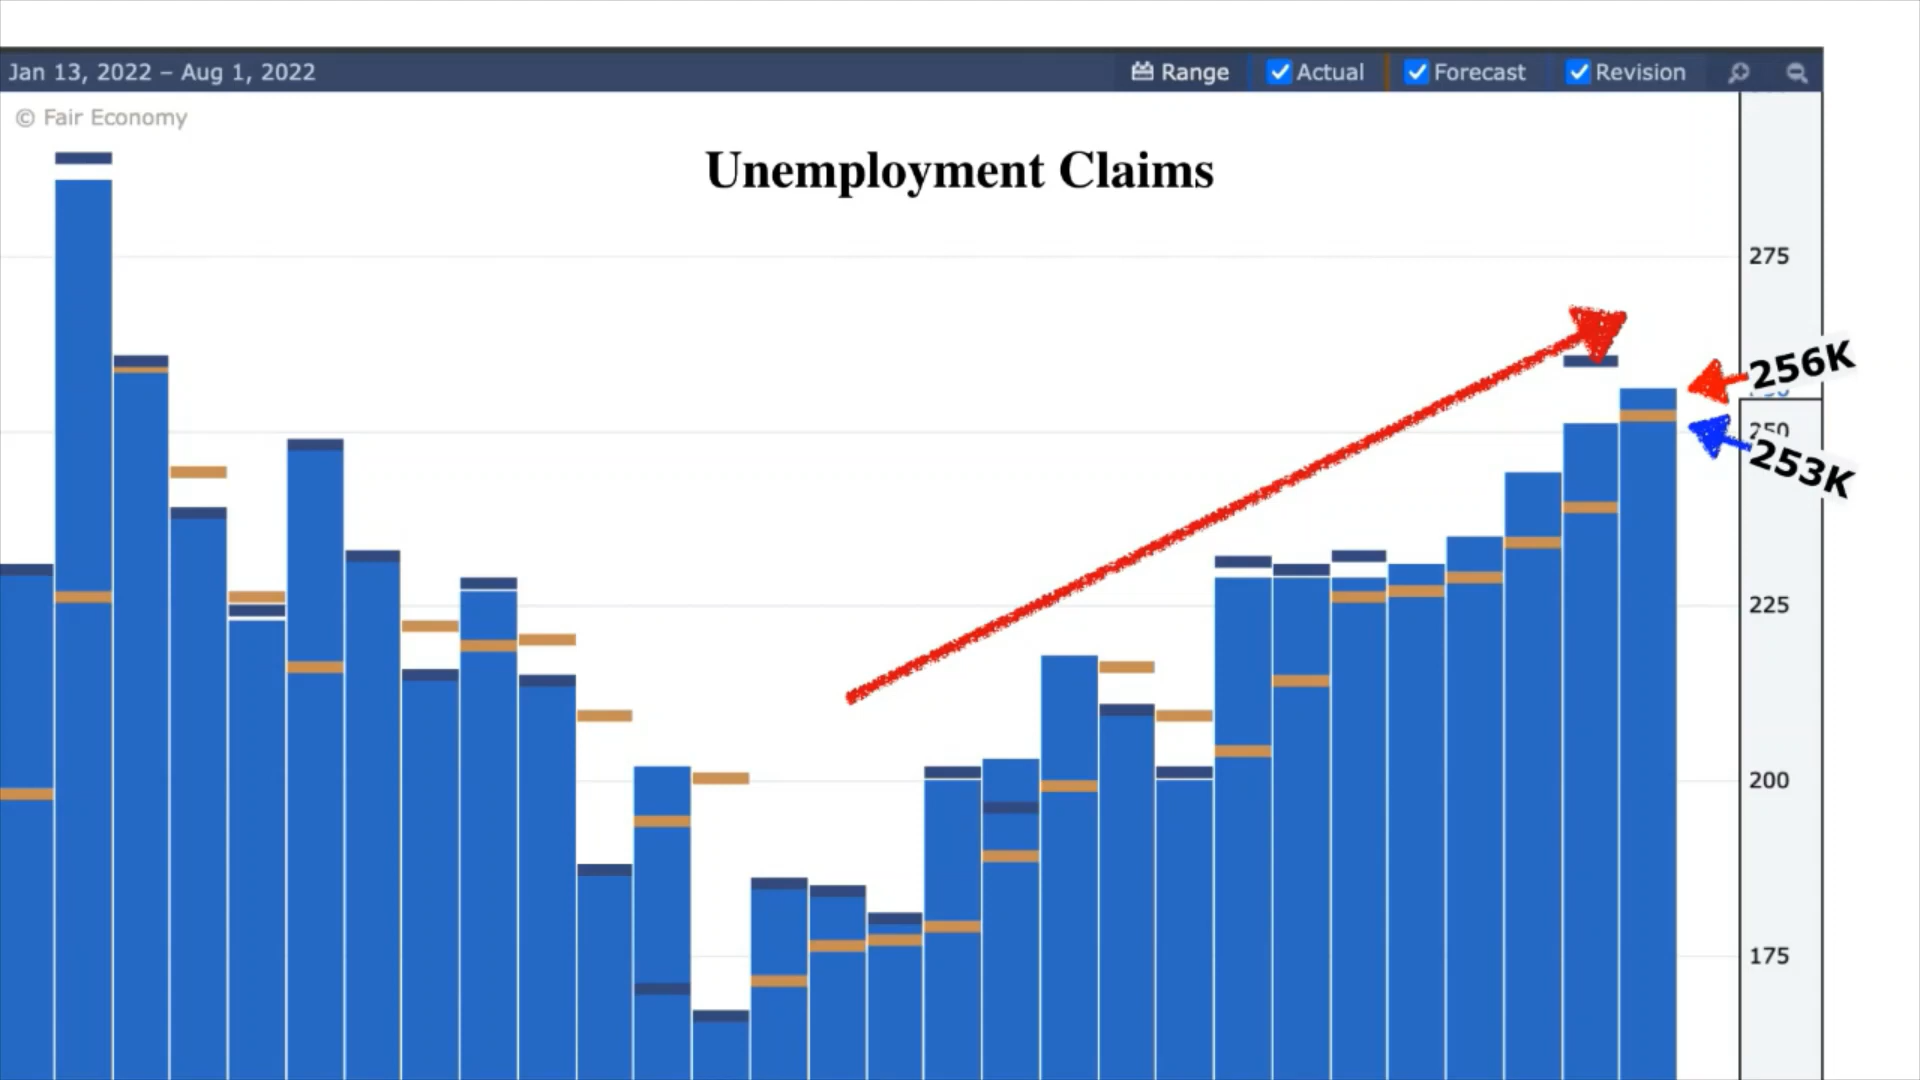 Jan 13, 2022 – Aug 1, 2022
Range
Actual
Forecast
Revision
© Fair Economy
Unemployment Claims
275
256K
250
253K
225
200
175